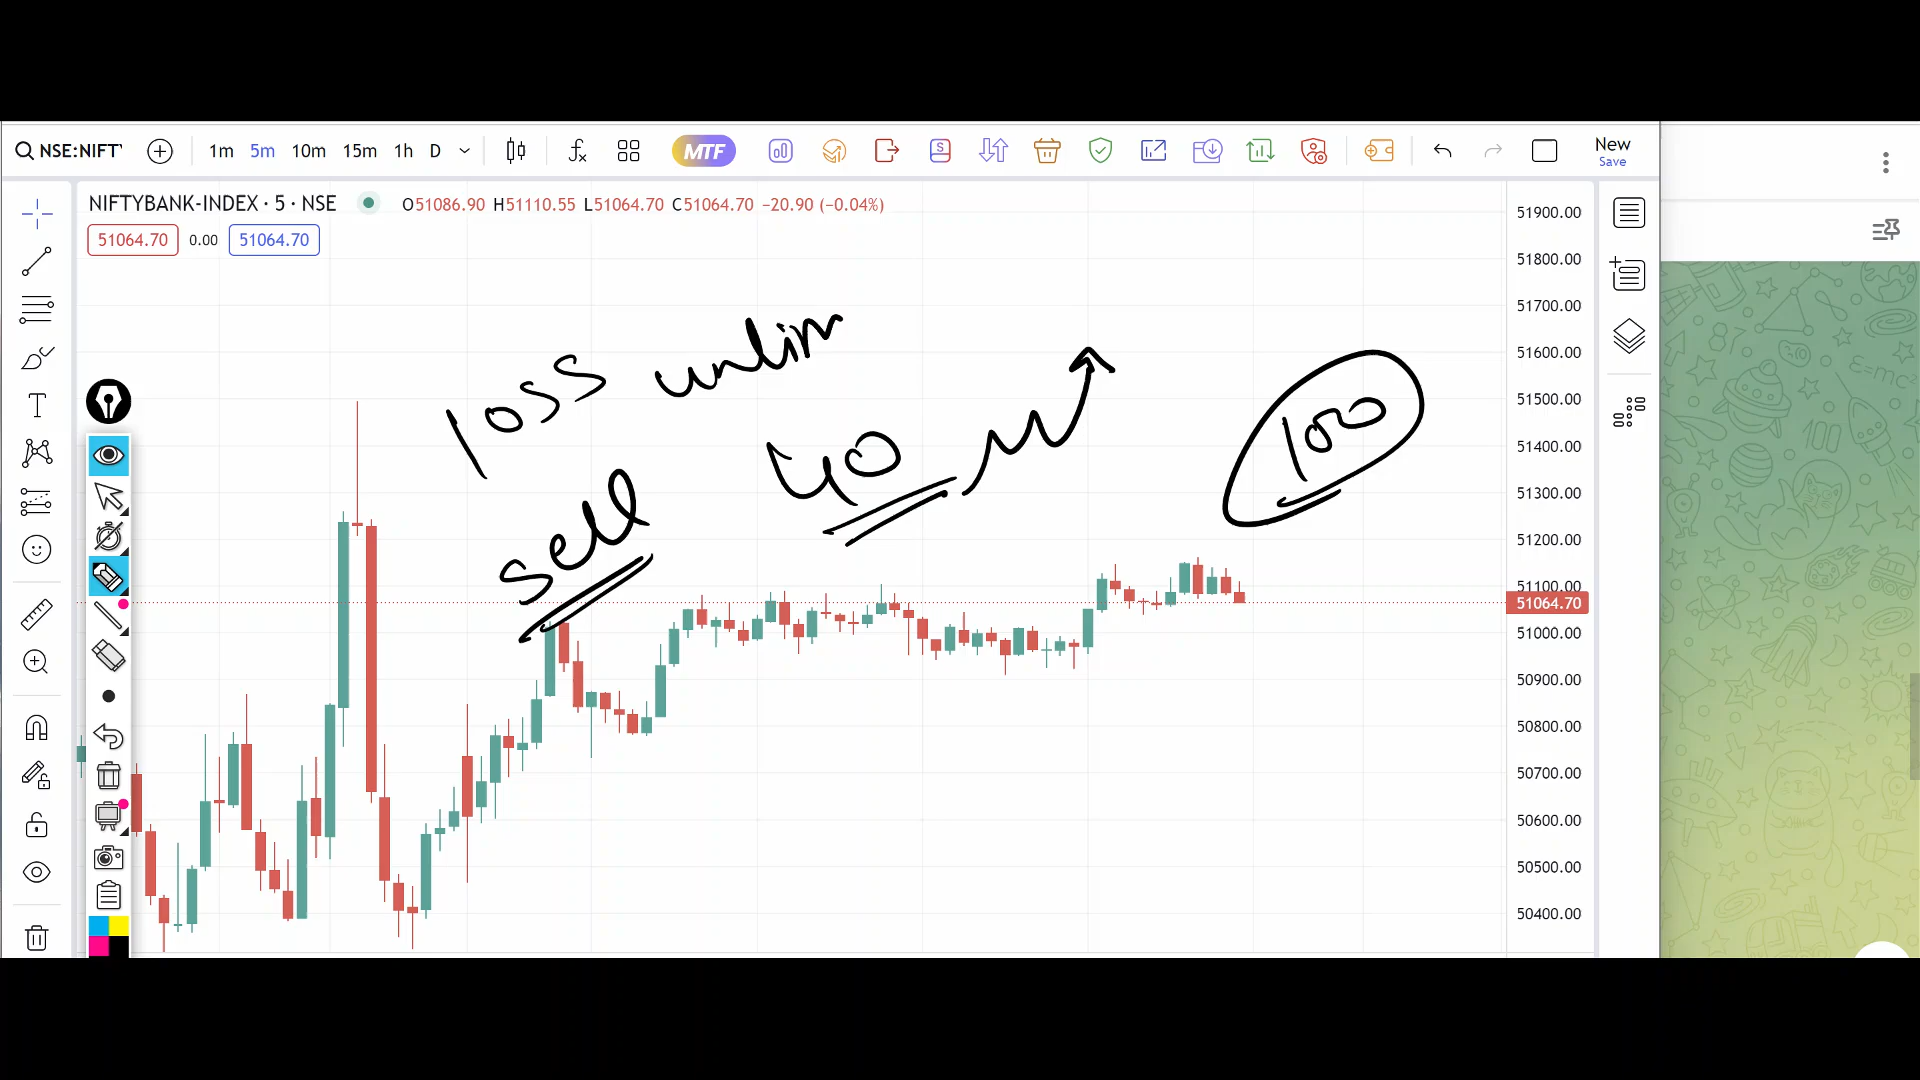 NSE:NIFT
1m 5m 10m 15m 1h D
MTF
S
New
Save
NIFTYBANK-INDEX · 5 · NSE
O51086.90 H51110.55 L51064.70 C51064.70 −20.90 (−0.04%)
51064.70 0.00 51064.70
51900.00
51800.00
51700.00
51600.00
51500.00
51400.00
51300.00
51200.00
51100.00
51064.70
51000.00
50900.00
50800.00
50700.00
50600.00
50500.00
50400.00
loss unlim
sell
40
100